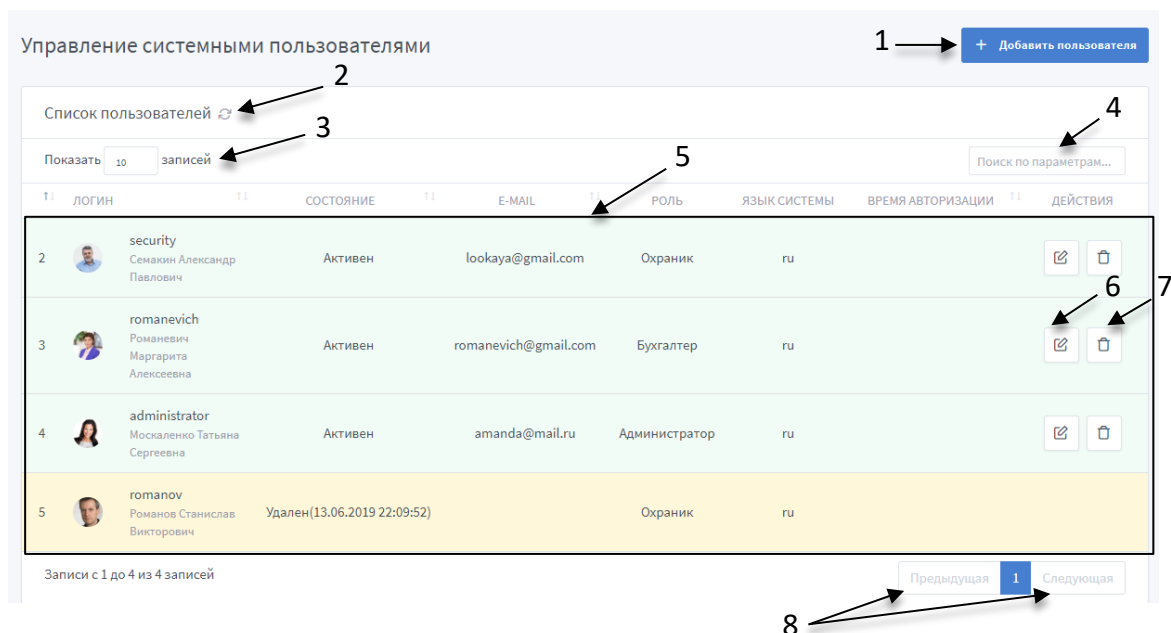 Управление системными пользователями
1
+ Добавить пользователя
2
Список пользователей
3
4
Показать 10 записей
5
Поиск по параметрам...
ЛОГИН СОСТОЯНИЕ E-MAIL РОЛЬ ЯЗЫК СИСТЕМЫ ВРЕМЯ АВТОРИЗАЦИИ ДЕЙСТВИЯ
2 security Активен lookaya@gmail.com Охраник ru
Семакин Александр
Павлович
6
7
romanevich
3 Романевич Активен romanevich@gmail.com Бухгалтер ru
Маргарита
Алексеевна
administrator
4 Москаленко Татьяна Активен amanda@mail.ru Администратор ru
Сергеевна
romanov
5 Романов Станислав Удален(13.06.2019 22:09:52) Охраник ru
Викторович
Записи с 1 до 4 из 4 записей
Предыдущая 1 Следующая
8